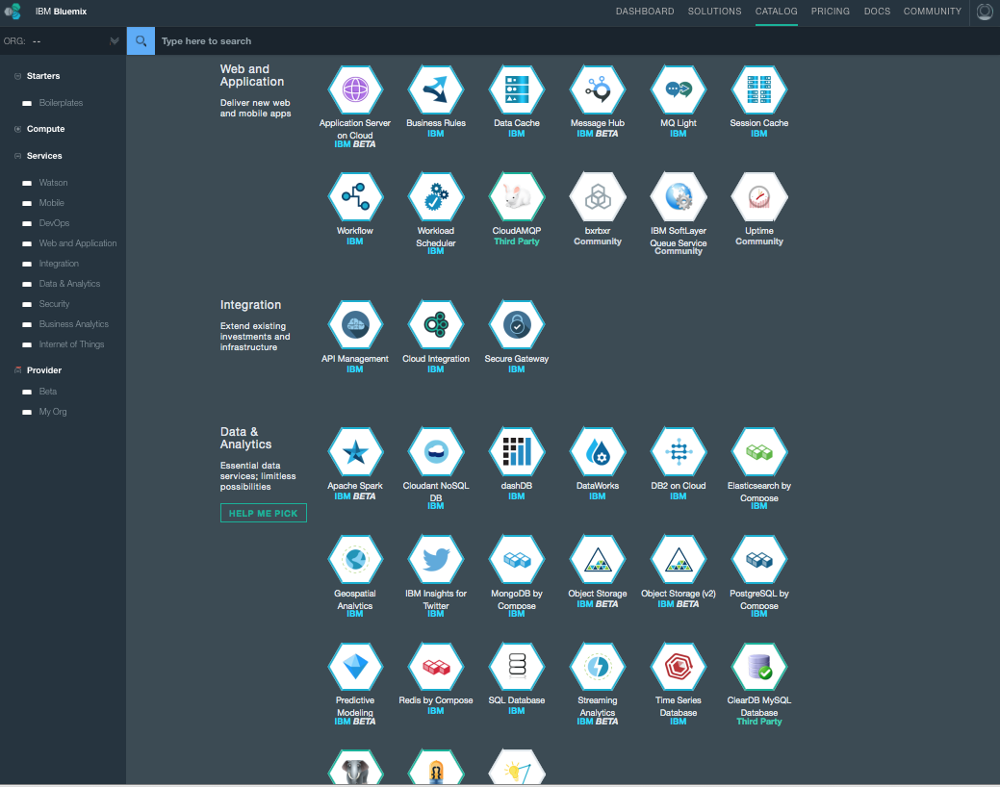 IBM Bluemix
DASHBOARD SOLUTIONS CATALOG PRICING DOCS COMMUNITY
ORG: --
Type here to search
Starters
Boilerplates
Compute
Services
Watson
Mobile
DevOps
Web and Application
Integration
Data & Analytics
Security
Business Analytics
Internet of Things
Provider
Beta
My Org
Web and
Application
Deliver new web
and mobile apps
Application Server
on Cloud
IBM BETA
Business Rules
IBM
Data Cache
IBM
Message Hub
IBM BETA
MQ Light
IBM
Session Cache
IBM
Workflow
IBM
Workload
Scheduler
IBM
CloudAMQP
Third Party
bxrbxr
Community
IBM SoftLayer
Queue Service
Community
Uptime
Community
Integration
Extend existing
investments and
infrastructure
API Management
IBM
Cloud Integration
IBM
Secure Gateway
IBM
Data &
Analytics
Essential data
services; limitless
possibilities
HELP ME PICK
Apache Spark
IBM BETA
Cloudant NoSQL
DB
IBM
dashDB
IBM
DataWorks
IBM
DB2 on Cloud
IBM
Elasticsearch by
Compose
IBM
Geospatial
Analytics
IBM
IBM Insights for
Twitter
IBM
MongoDB by
Compose
IBM
Object Storage
IBM BETA
Object Storage (v2)
IBM BETA
PostgreSQL by
Compose
IBM
Predictive
Modeling
IBM BETA
Redis by Compose
IBM
SQL Database
IBM
Streaming
Analytics
IBM BETA
Time Series
Database
IBM
ClearDB MySQL
Database
Third Party